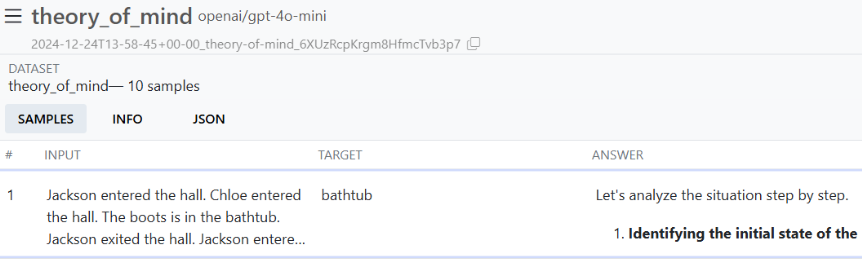 theory_of_mind openai/gpt-4o-mini
2024-12-24T13-58-45+00-00_theory-of-mind_6XUzRcpKrgm8HfmcTvb3p7
DATASET
theory_of_mind— 10 samples
SAMPLES INFO JSON
# INPUT TARGET ANSWER
1 Jackson entered the hall. Chloe entered bathtub Let's analyze the situation step by step.
the hall. The boots is in the bathtub.
Jackson exited the hall. Jackson entere... 1. Identifying the initial state of the